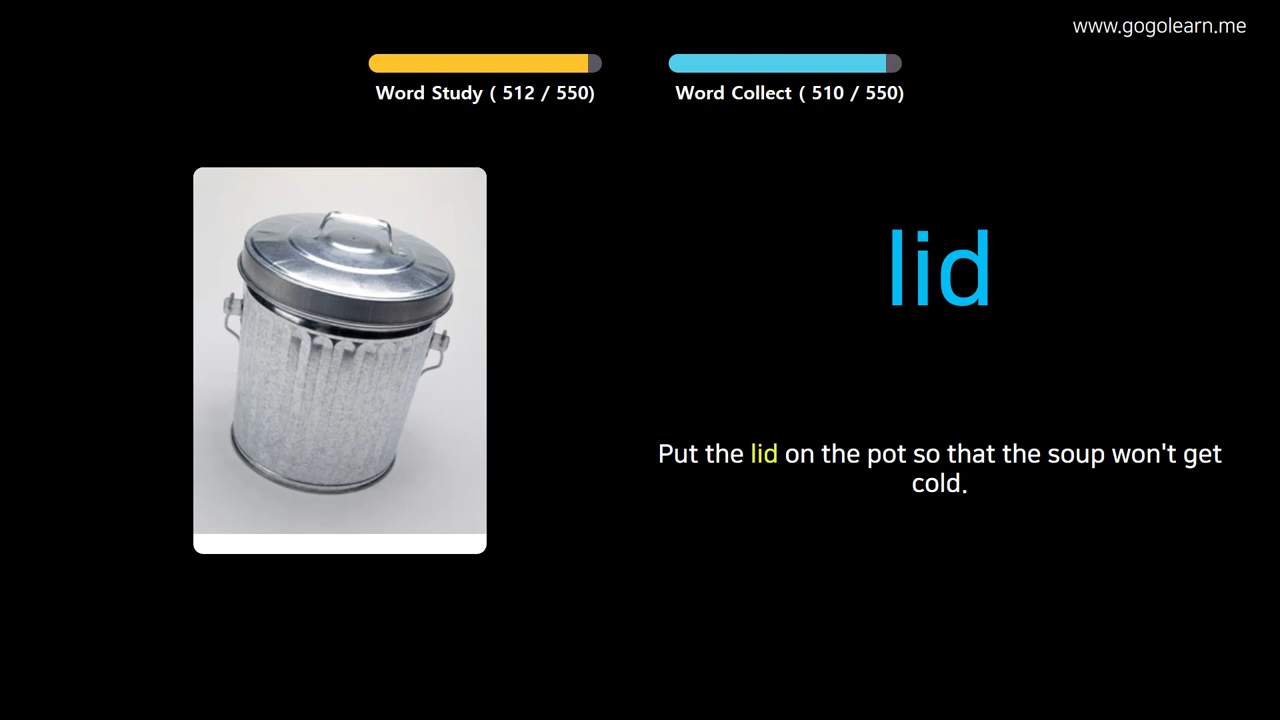 www.gogolearn.me
Word Study ( 512 / 550)
Word Collect ( 510 / 550)
lid
Put the lid on the pot so that the soup won't get
cold.